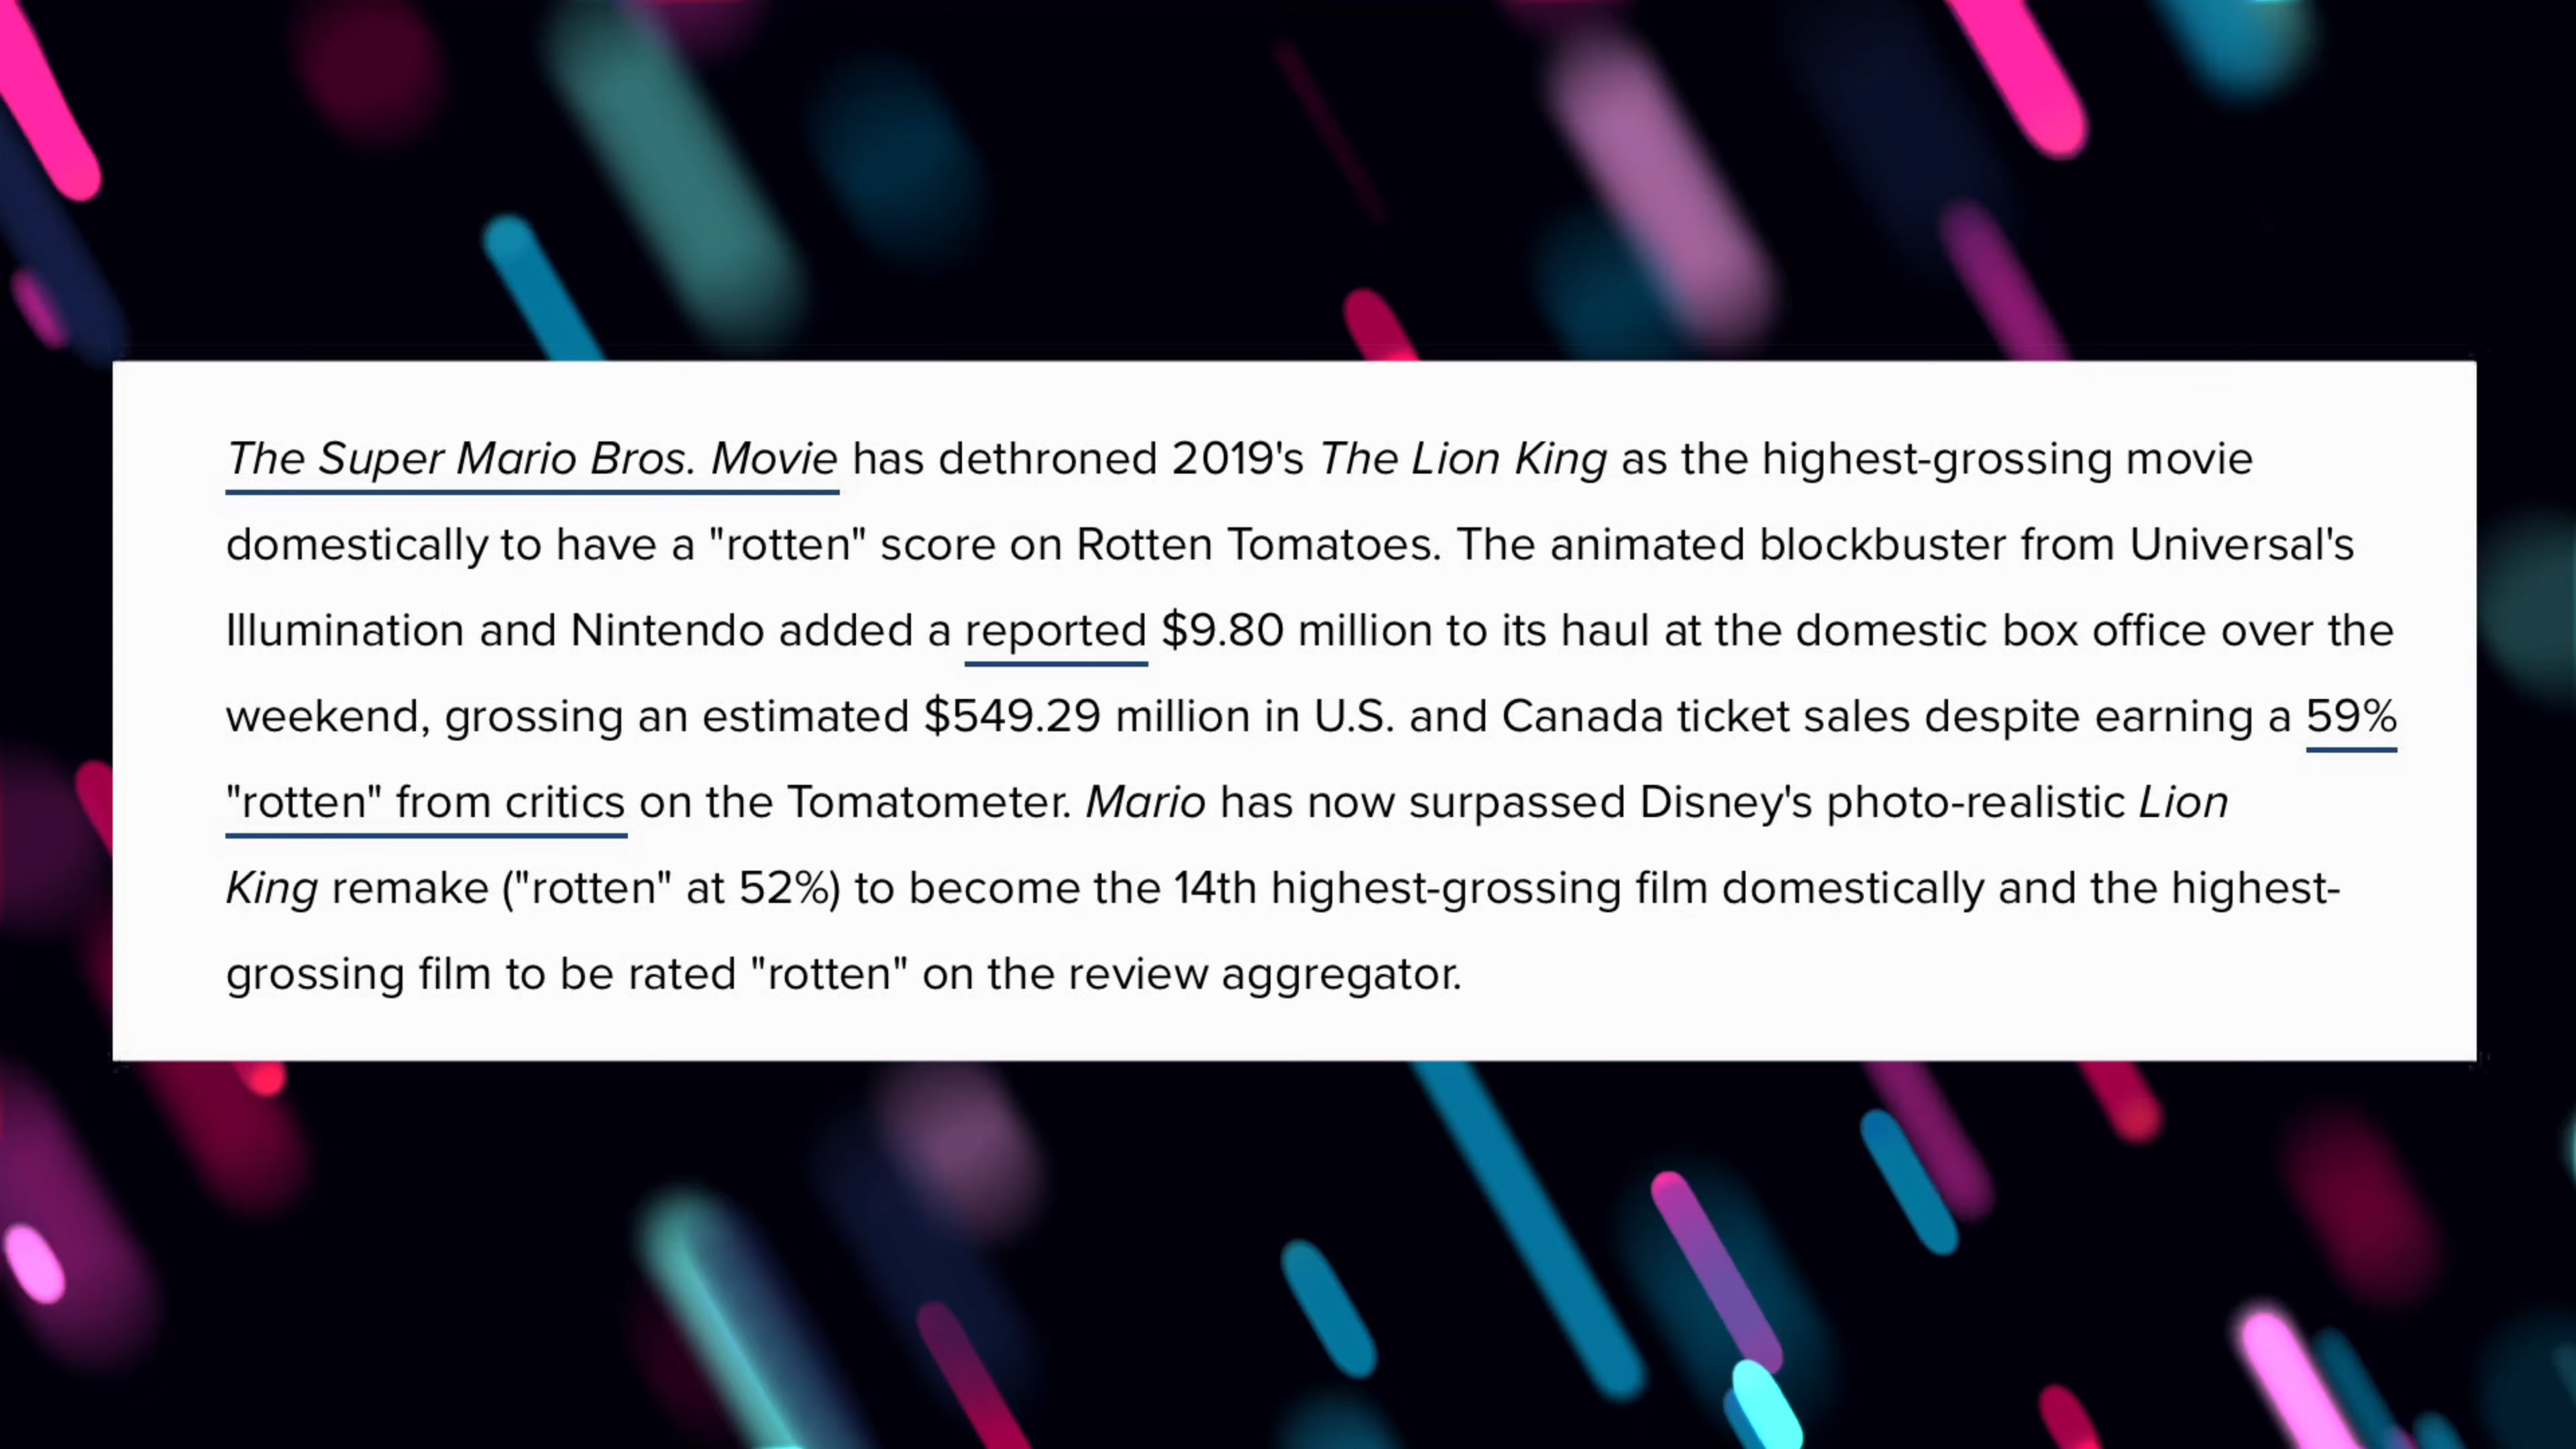 The Super Mario Bros. Movie has dethroned 2019's The Lion King as the highest-grossing movie
domestically to have a "rotten" score on Rotten Tomatoes. The animated blockbuster from Universal's
Illumination and Nintendo added a reported $9.80 million to its haul at the domestic box office over the
weekend, grossing an estimated $549.29 million in U.S. and Canada ticket sales despite earning a 59%
"rotten" from critics on the Tomatometer. Mario has now surpassed Disney's photo-realistic Lion
King remake ("rotten" at 52%) to become the 14th highest-grossing film domestically and the highest-
grossing film to be rated "rotten" on the review aggregator.